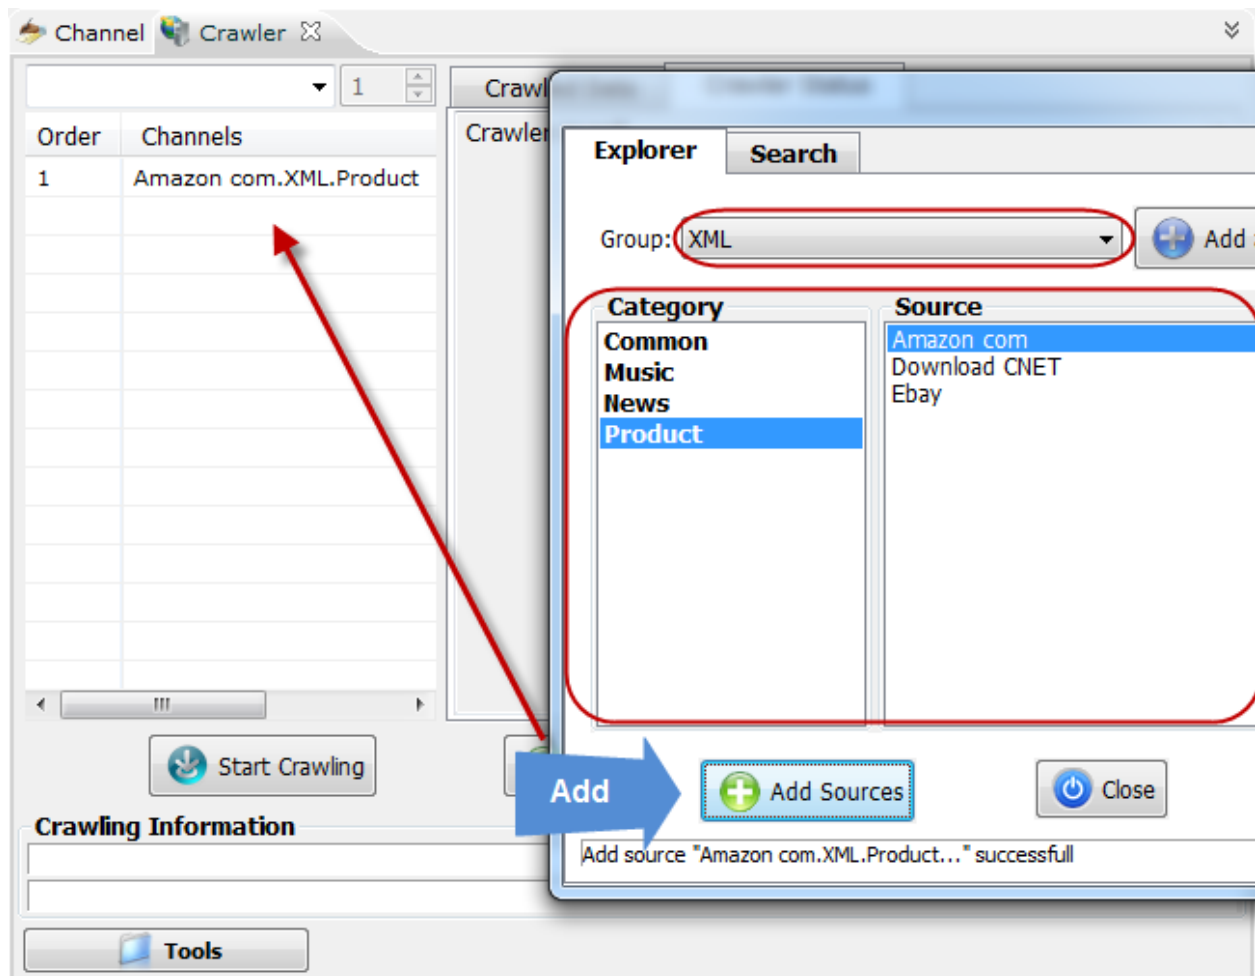 Channel Crawler
1
Crawl
Order Channels
Crawler
1 Amazon com.XML.Product
Explorer Search
Group: XML
Add
Category
Common
Music
News
Product
Source
Amazon com
Download CNET
Ebay
Start Crawling
Add
Add Sources
Close
Crawling Information
Add source "Amazon com.XML.Product..." successfull
Tools